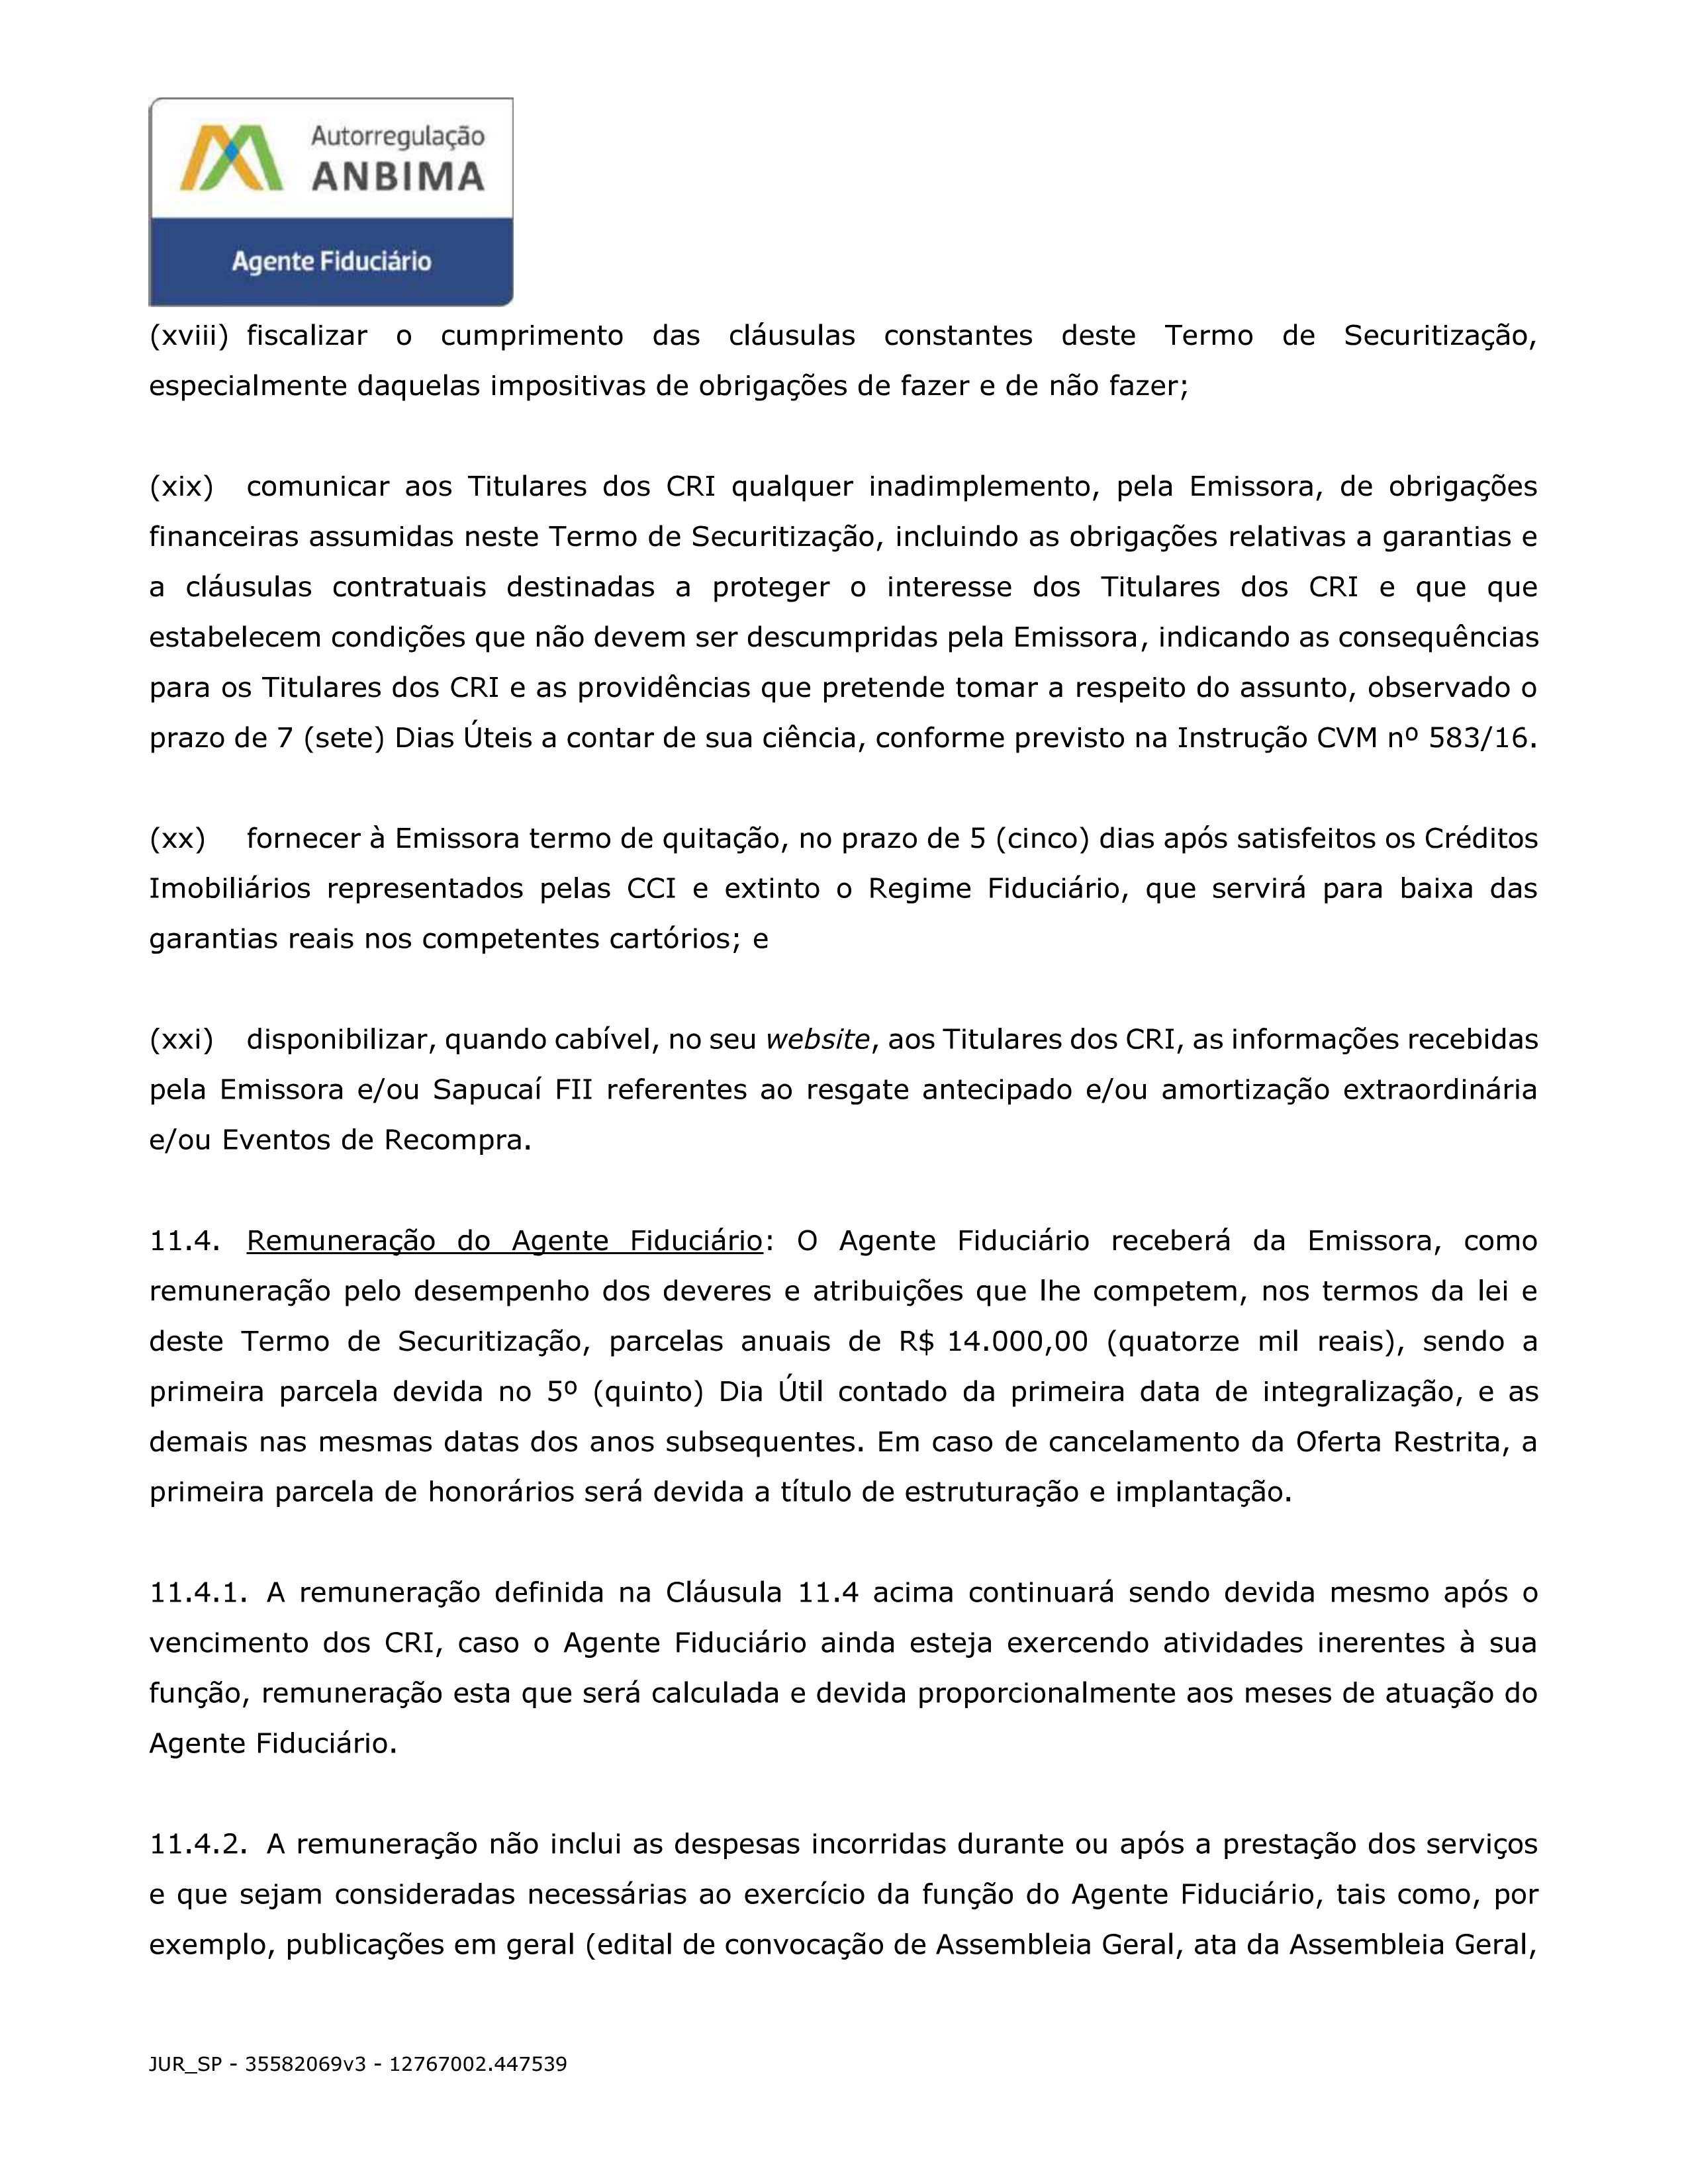 Autorregulação
ANBIMA
Agente Fiduciário
(xviii) fiscalizar o cumprimento das cláusulas constantes deste Termo de Securitização,
especialmente daquelas impositivas de obrigações de fazer e de não fazer;
(xix) comunicar aos Titulares dos CRI qualquer inadimplemento, pela Emissora, de obrigações
financeiras assumidas neste Termo de Securitização, incluindo as obrigações relativas a garantias e
a cláusulas contratuais destinadas a proteger o interesse dos Titulares dos CRI e que que
estabelecem condições que não devem ser descumpridas pela Emissora, indicando as consequências
para os Titulares dos CRI e as providências que pretende tomar a respeito do assunto, observado o
prazo de 7 (sete) Dias Úteis a contar de sua ciência, conforme previsto na Instrução CVM nº 583/16.
(xx) fornecer à Emissora termo de quitação, no prazo de 5 (cinco) dias após satisfeitos os Créditos
Imobiliários representados pelas CCI e extinto o Regime Fiduciário, que servirá para baixa das
garantias reais nos competentes cartórios; e
(xxi) disponibilizar, quando cabível, no seu website, aos Titulares dos CRI, as informações recebidas
pela Emissora e/ou Sapucaí FII referentes ao resgate antecipado e/ou amortização extraordinária
e/ou Eventos de Recompra.
11.4. Remuneração do Agente Fiduciário: O Agente Fiduciário receberá da Emissora, como
remuneração pelo desempenho dos deveres e atribuições que lhe competem, nos termos da lei e
deste Termo de Securitização, parcelas anuais de R$ 14.000,00 (quatorze mil reais), sendo a
primeira parcela devida no 5º (quinto) Dia Útil contado da primeira data de integralização, e as
demais nas mesmas datas dos anos subsequentes. Em caso de cancelamento da Oferta Restrita, a
primeira parcela de honorários será devida a título de estruturação e implantação.
11.4.1. A remuneração definida na Cláusula 11.4 acima continuará sendo devida mesmo após o
vencimento dos CRI, caso o Agente Fiduciário ainda esteja exercendo atividades inerentes à sua
função, remuneração esta que será calculada e devida proporcionalmente aos meses de atuação do
Agente Fiduciário.
11.4.2. A remuneração não inclui as despesas incorridas durante ou após a prestação dos serviços
e que sejam consideradas necessárias ao exercício da função do Agente Fiduciário, tais como, por
exemplo, publicações em geral (edital de convocação de Assembleia Geral, ata da Assembleia Geral,
JUR_SP - 35582069v3 - 12767002.447539